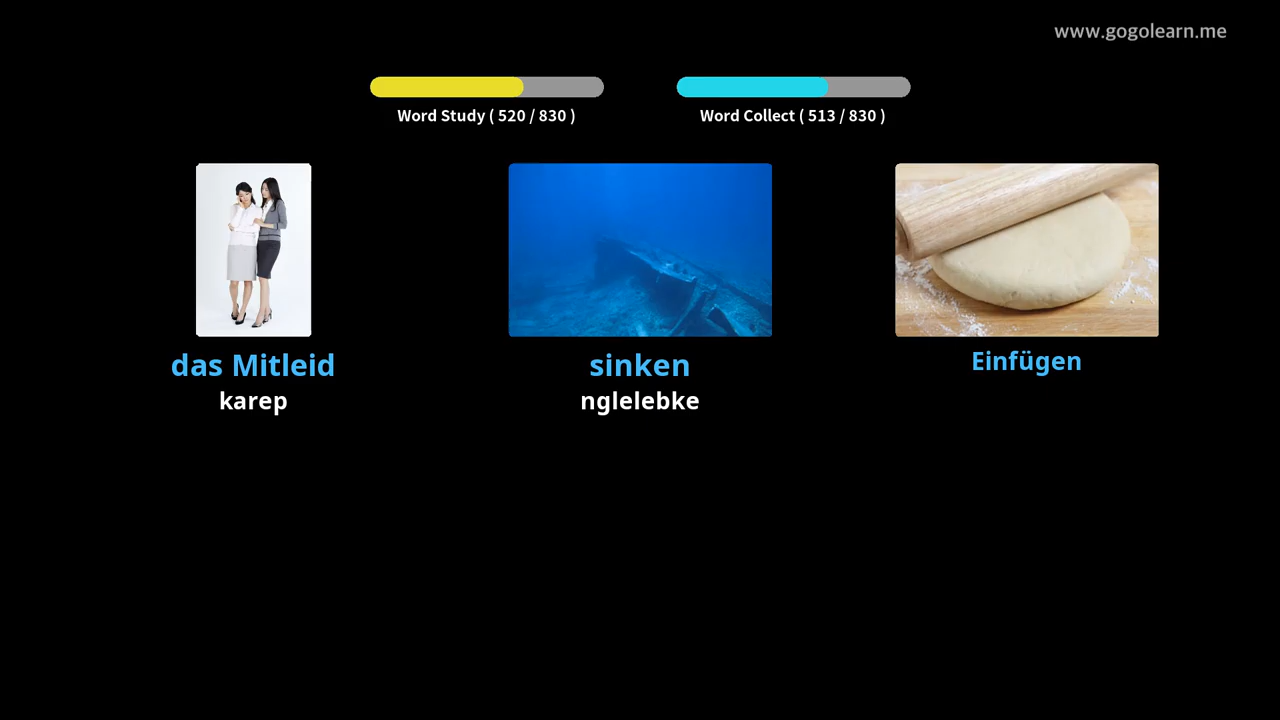 www.gogolearn.me
Word Study ( 520 / 830 )
Word Collect ( 513 / 830 )
das Mitleid
karep
sinken
nglelebke
Einfügen